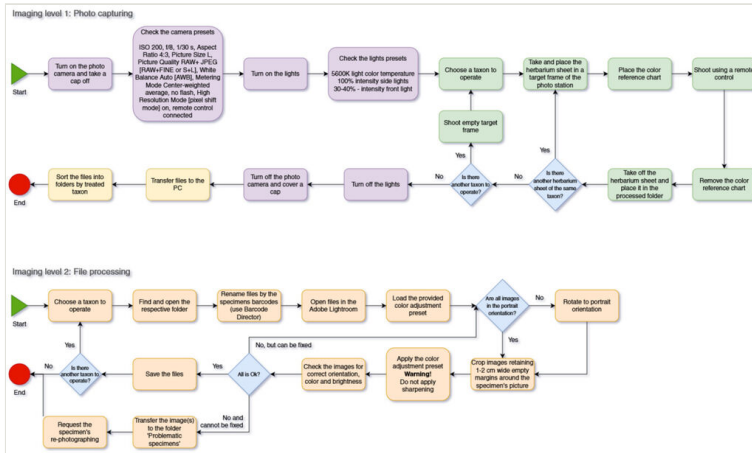 Imaging level 1: Photo capturing
Start
Turn on the photo
camera and take a
cap off
Check the camera presets
ISO 200, f/8, 1/30 s, Aspect
Ratio 4:3, Picture Size L,
Picture Quality RAW+ JPEG
[RAW+FINE or S+L], White
Balance Auto [AWB], Metering
Mode Center-weighted
average, no flash, High
Resolution Mode [pixel shift
mode] on, remote control
connected
Turn on the lights
Check the lights presets
5600K light color temperature
100% intensity side lights
30-40% - intensity front light
Choose a taxon to
operate
Take and place the
herbarium sheet in a
target frame of the
photo station
Place the color
reference chart
Shoot using a remote
control
Shoot empty target
frame
Yes
Yes
End
Sort the files into
folders by treated
taxon
Transfer files to the
PC
Turn off the photo
camera and cover a
cap
Turn off the lights
No
Is there
another taxon to
operate?
No
Is there
another herbarium
sheet of the same
taxon?
Take off the
herbarium sheet and
place it in the
processed folder
Remove the color
reference chart
Imaging level 2: File processing
Start
Choose a taxon to
operate
Find and open the
respective folder
Rename files by the
specimens barcodes
(use Barcode
Director)
Open files in the
Adobe Lightroom
Load the provided
color adjustment
preset
Are all images
in the portrait
orientation?
No
Rotate to portrait
orientation
Yes
No, but can be fixed
Yes
End
No
Is there
another taxon to
operate?
Save the files
Yes
All is Ok?
Check the images for
correct orientation,
color and brightness
Apply the color
adjustment preset
Warning!
Do not apply
sharpening
Crop images retaining
1-2 cm wide empty
margins around the
specimen's picture
No and
cannot be fixed
Request the
specimen's
re-photographing
Transfer the image(s)
to the folder
'Problematic
specimens'